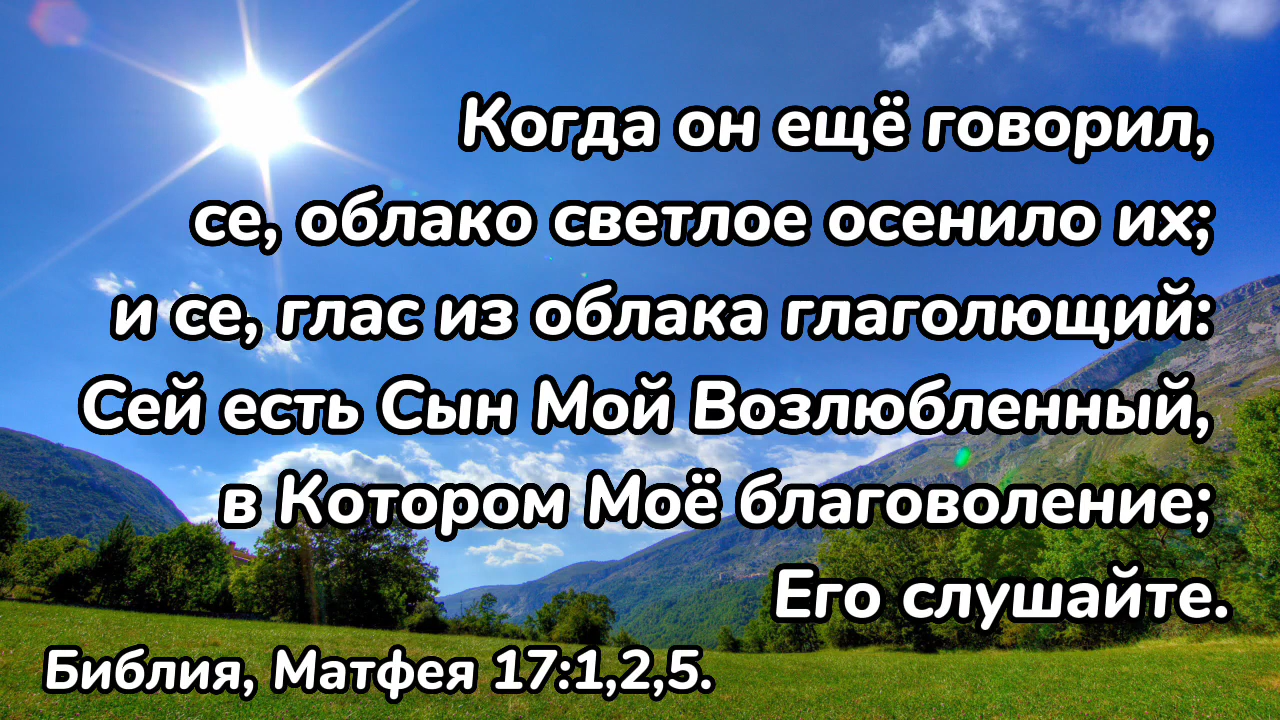 Когда он ещё говорил,
се, облако светлое осенило их;
и се, глас из облака глаголющий:
Сей есть Сын Мой Возлюбленный,
в Котором Моё благоволение;
Его слушайте.
Библия, Матфея 17:1,2,5.